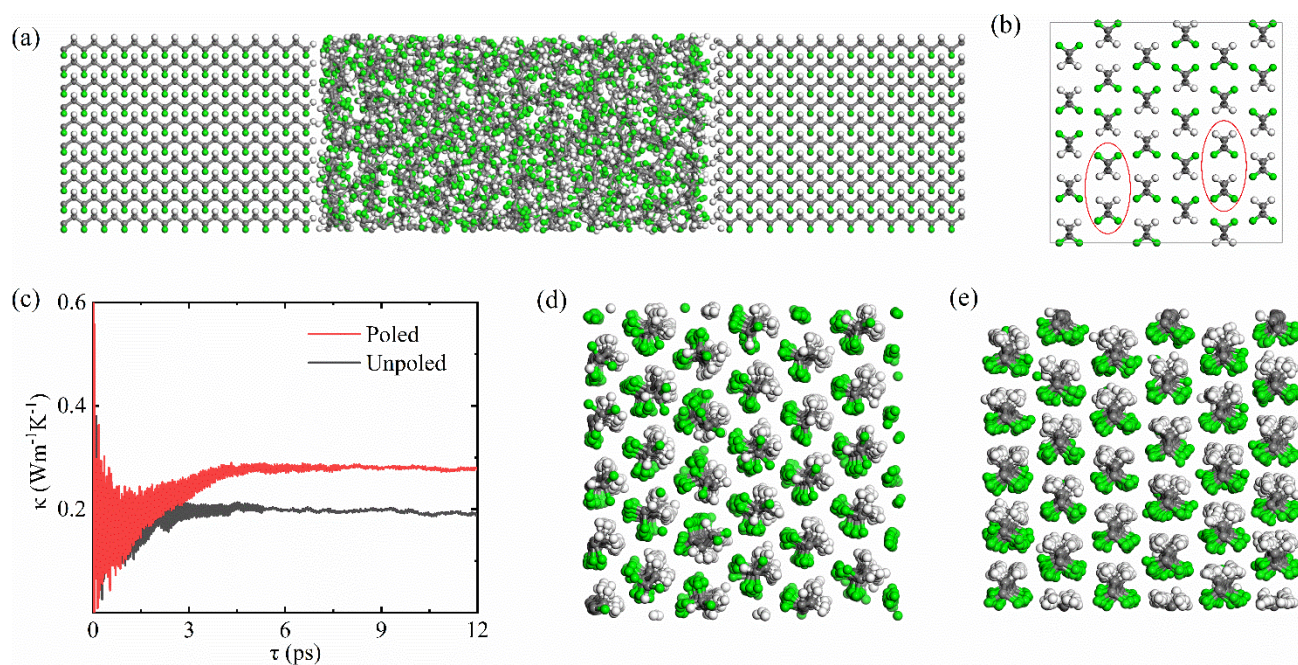 (a)
(b)
(c)
0.6
0.4
0.2
κ (Wm⁻¹K⁻¹)
Poled
Unpoled
0
3
6
9
12
τ (ps)
(d)
(e)